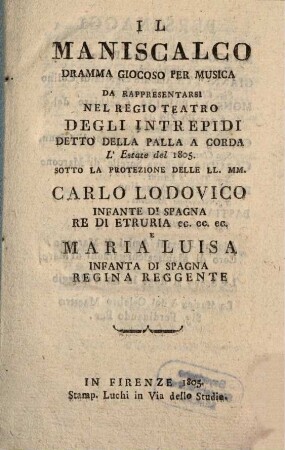 IL
MANISCALCO
DRAMMA GIOCOSO PER MUSICA
DA RAPPRESENTARSI
NEL REGIO TEATRO
DEGLI INTREPIDI
DETTO DELLA PALLA A CORDA
L' Estate del 1805.
SOTTO LA PROTEZIONE DELLE LL. MM.
CARLO LODOVICO
INFANTE DI SPAGNA
RE DI ETRURIA ec. ec. ec.
E
MARIA LUISA
INFANTA DI SPAGNA
REGINA REGGENTE
IN FIRENZE 1805.
Stamp. Luchi in Via dello Studio.